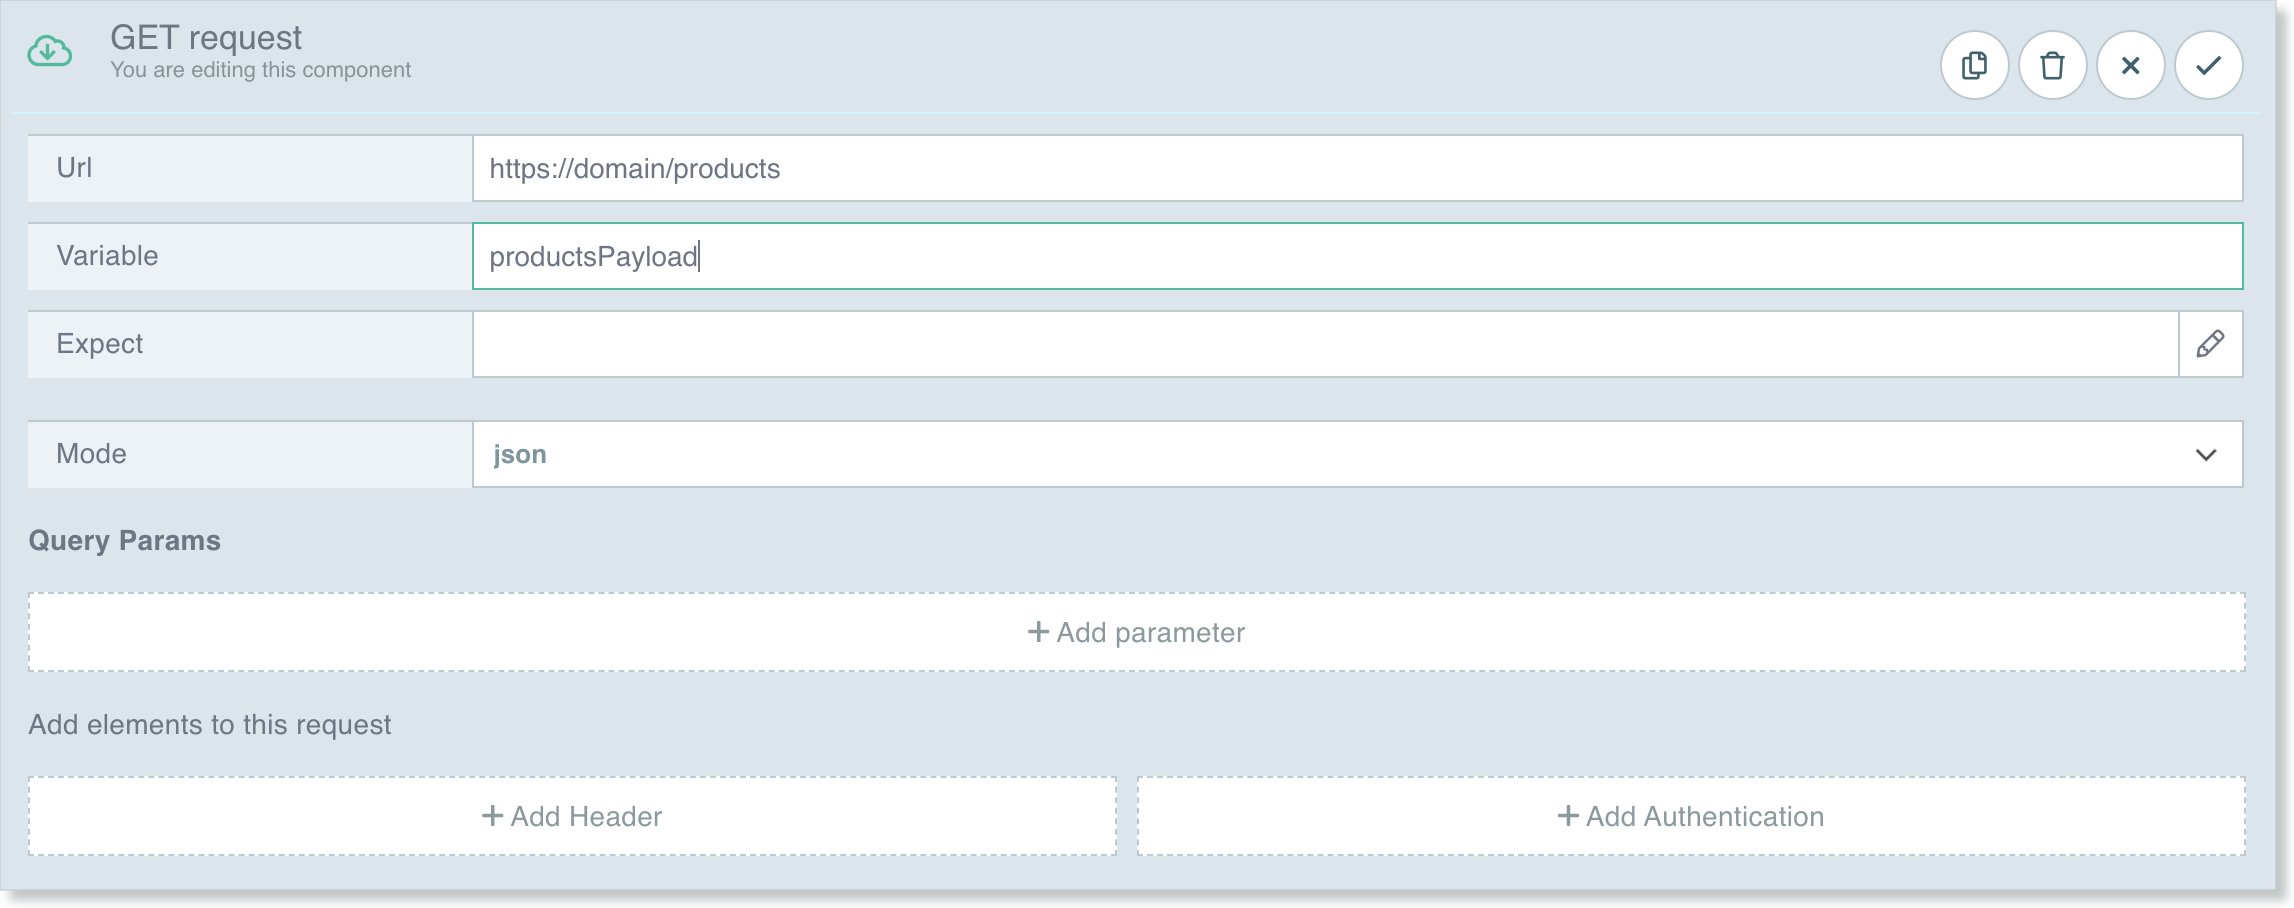 GET request
You are editing this component
Url
https://domain/products
Variable
productsPayload
Expect
Mode
json
Query Params
+ Add parameter
Add elements to this request
+ Add Header
+ Add Authentication